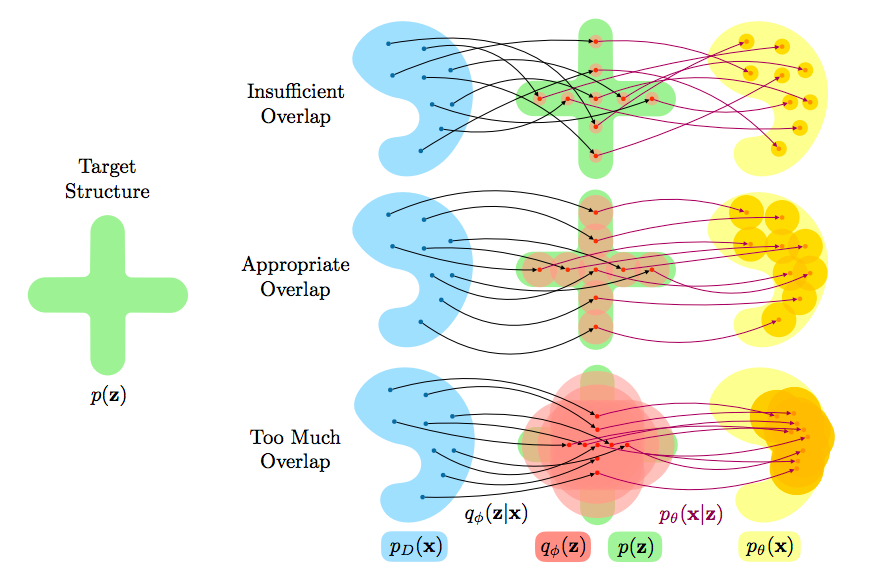 Target
Structure
p(z)
Insufficient
Overlap
Appropriate
Overlap
Too Much
Overlap
qϕ(z|x)
pθ(x|z)
pD(x)
qϕ(z)
p(z)
pθ(x)